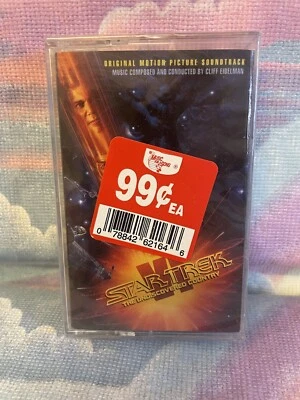 ORIGINAL MOTION PICTURE SOUNDTRACK
MUSIC COMPOSED AND CONDUCTED BY CLIFF EIDELMAN
99¢ EA
0 78842 62164 6
STAR TREK VI
THE UNDISCOVERED COUNTRY